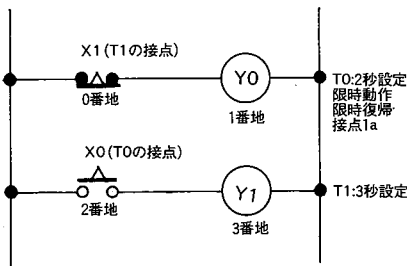 X1(T1の接点)
0番地
Y0
1番地
T0:2秒設定
限時動作
限時復帰
接点1a
X0(T0の接点)
2番地
Y1
3番地
T1:3秒設定